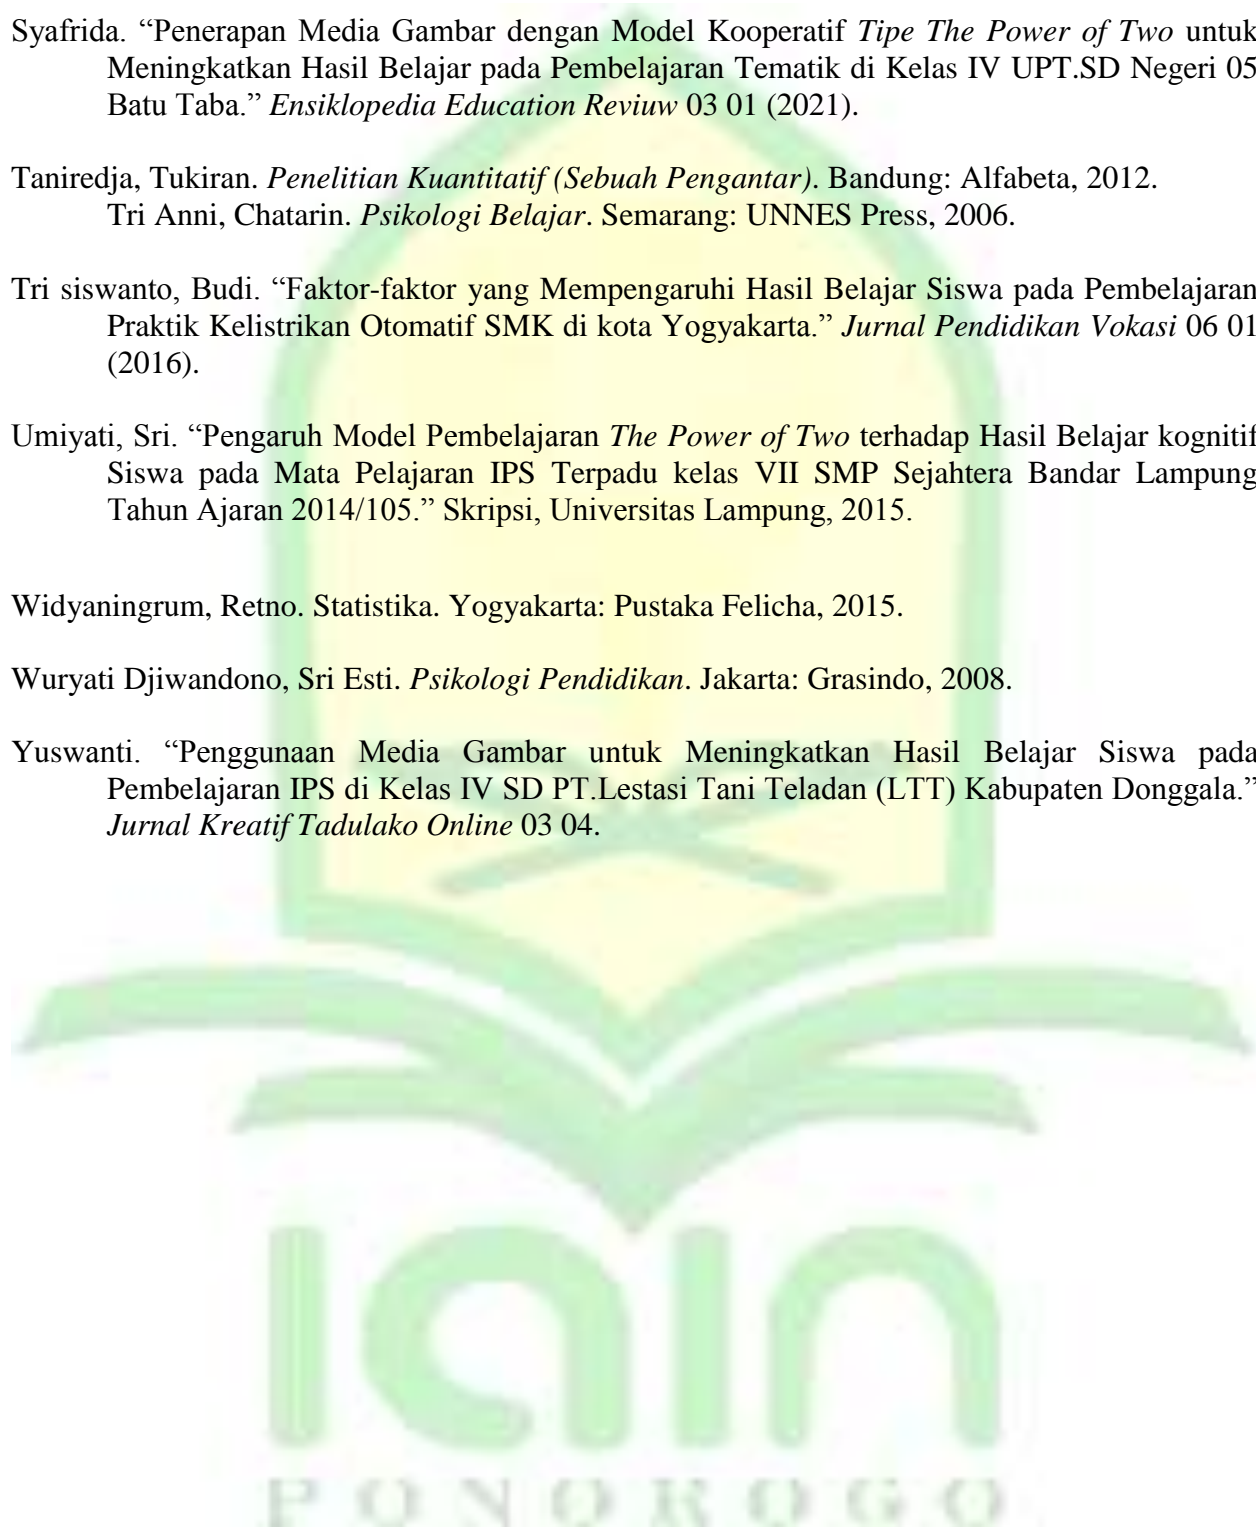 Syafrida. “Penerapan Media Gambar dengan Model Kooperatif Tipe The Power of Two untuk
Meningkatkan Hasil Belajar pada Pembelajaran Tematik di Kelas IV UPT.SD Negeri 05
Batu Taba.” Ensiklopedia Education Reviuw 03 01 (2021).
Taniredja, Tukiran. Penelitian Kuantitatif (Sebuah Pengantar). Bandung: Alfabeta, 2012.
Tri Anni, Chatarin. Psikologi Belajar. Semarang: UNNES Press, 2006.
Tri siswanto, Budi. “Faktor-faktor yang Mempengaruhi Hasil Belajar Siswa pada Pembelajaran
Praktik Kelistrikan Otomatif SMK di kota Yogyakarta.” Jurnal Pendidikan Vokasi 06 01
(2016).
Umiyati, Sri. “Pengaruh Model Pembelajaran The Power of Two terhadap Hasil Belajar kognitif
Siswa pada Mata Pelajaran IPS Terpadu kelas VII SMP Sejahtera Bandar Lampung
Tahun Ajaran 2014/105.” Skripsi, Universitas Lampung, 2015.
Widyaningrum, Retno. Statistika. Yogyakarta: Pustaka Felicha, 2015.
Wuryati Djiwandono, Sri Esti. Psikologi Pendidikan. Jakarta: Grasindo, 2008.
Yuswanti. “Penggunaan Media Gambar untuk Meningkatkan Hasil Belajar Siswa pada
Pembelajaran IPS di Kelas IV SD PT.Lestasi Tani Teladan (LTT) Kabupaten Donggala.”
Jurnal Kreatif Tadulako Online 03 04.
iain
PONOROGO